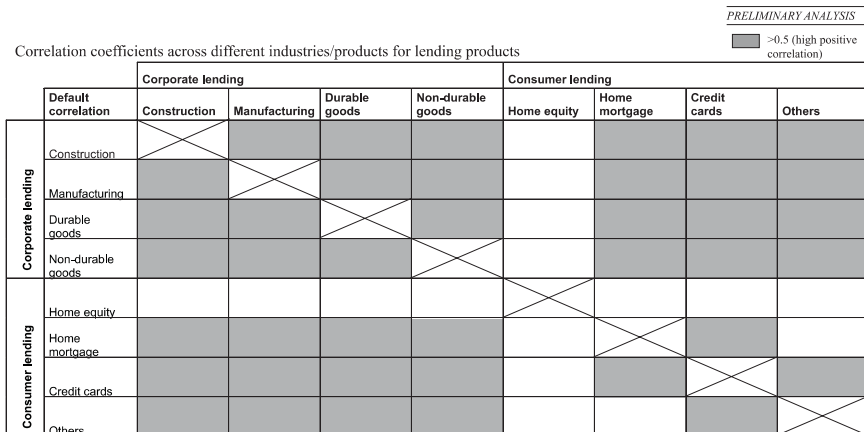 PRELIMINARY ANALYSIS
>0.5 (high positive
correlation)
Correlation coefficients across different industries/products for lending products
Corporate lending
Consumer lending
Default
correlation
Construction
Manufacturing
Durable
goods
Non-durable
goods
Home equity
Home
mortgage
Credit
cards
Others
Corporate lending
Construction
Manufacturing
Durable
goods
Non-durable
goods
Consumer lending
Home equity
Home
mortgage
Credit cards
Others